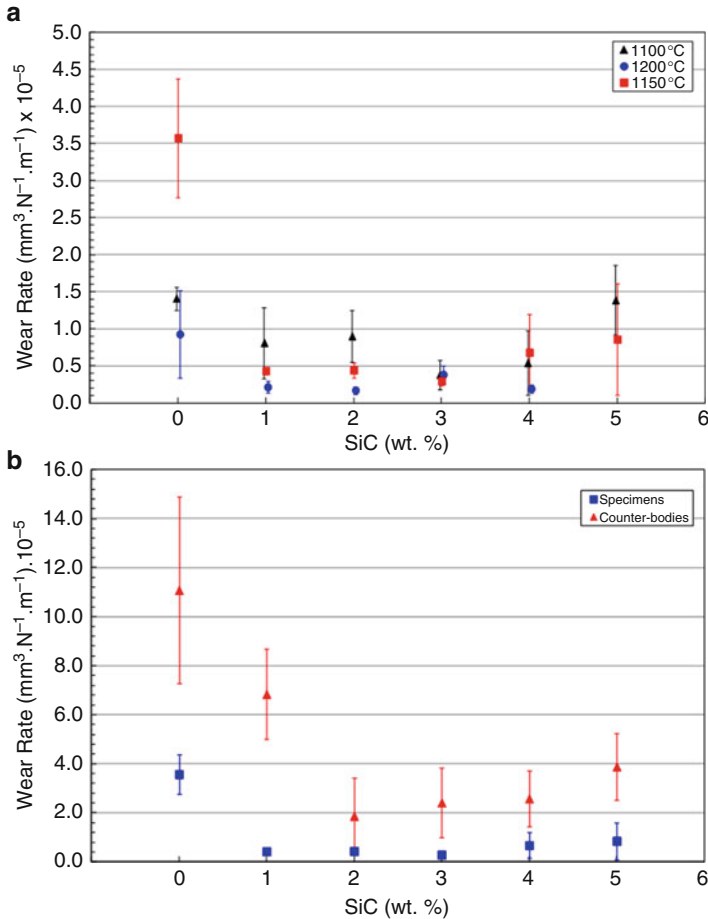 a
5.0
4.5
4.0
3.5
3.0
2.5
2.0
1.5
1.0
0.5
0.0
Wear Rate (mm³.N⁻¹.m⁻¹) x 10⁻⁵
1100°C
1200°C
1150°C
0 1 2 3 4 5 6
SiC (wt. %)
b
16.0
14.0
12.0
10.0
8.0
6.0
4.0
2.0
0.0
Wear Rate (mm³.N⁻¹.m⁻¹).10⁻⁵
Specimens
Counter-bodies
0 1 2 3 4 5 6
SiC (wt. %)